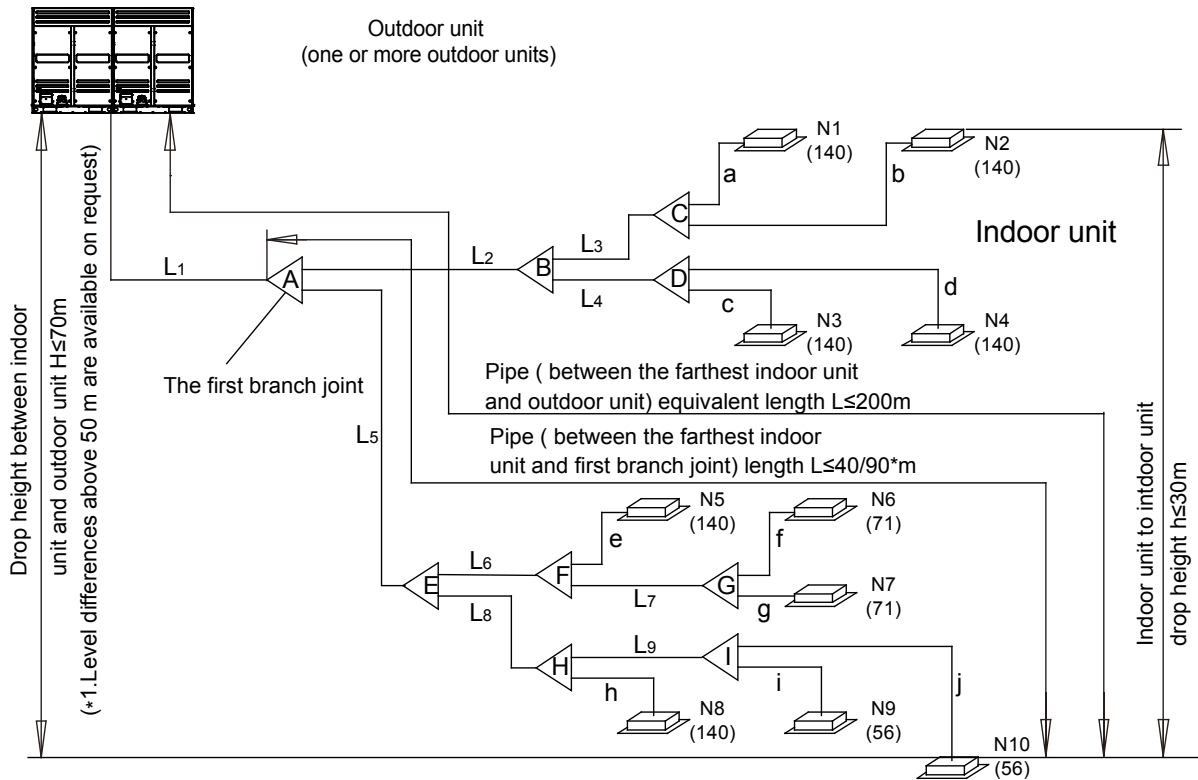 Outdoor unit
(one or more outdoor units)
N1
(140)
N2
(140)
a
b
C
Indoor unit
L3
L2
B
L1
A
L4
D
c
d
N3
(140)
N4
(140)
The first branch joint
Pipe ( between the farthest indoor unit
and outdoor unit) equivalent length L≤200m
L5
Pipe ( between the farthest indoor
unit and first branch joint) length L≤40/90*m
N5
(140)
N6
(71)
e
f
L6
F
E
L7
G
g
N7
(71)
L8
L9
I
H
h
i
j
N8
(140)
N9
(56)
N10
(56)
Drop height between indoor
unit and outdoor unit H≤70m
(*1.Level differences above 50 m are available on request)
Indoor unit to intdoor unit
drop height h≤30m